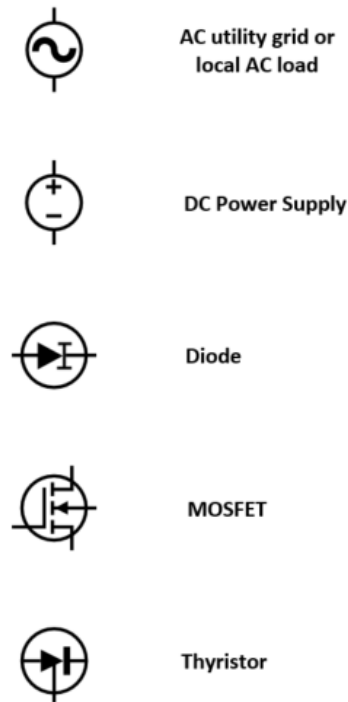 AC utility grid or
local AC load
DC Power Supply
Diode
MOSFET
Thyristor